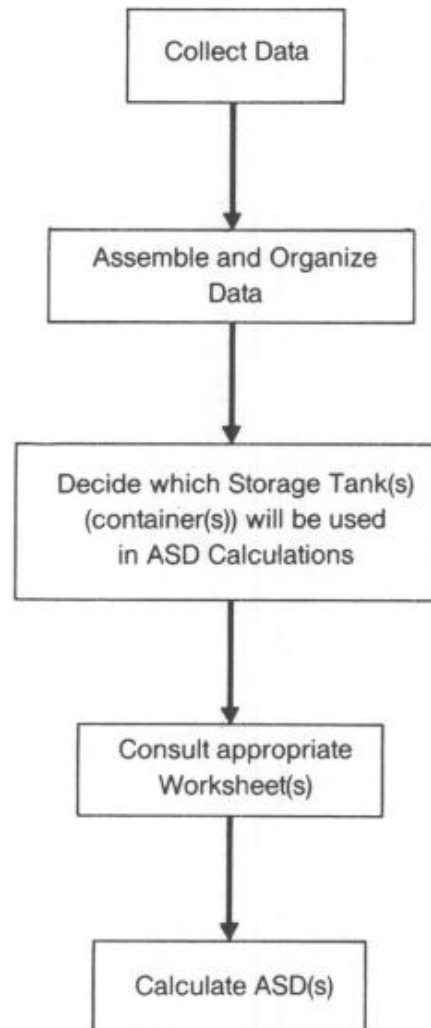 Collect Data
Assemble and Organize
Data
Decide which Storage Tank(s)
(container(s)) will be used
in ASD Calculations
Consult appropriate
Worksheet(s)
Calculate ASD(s)